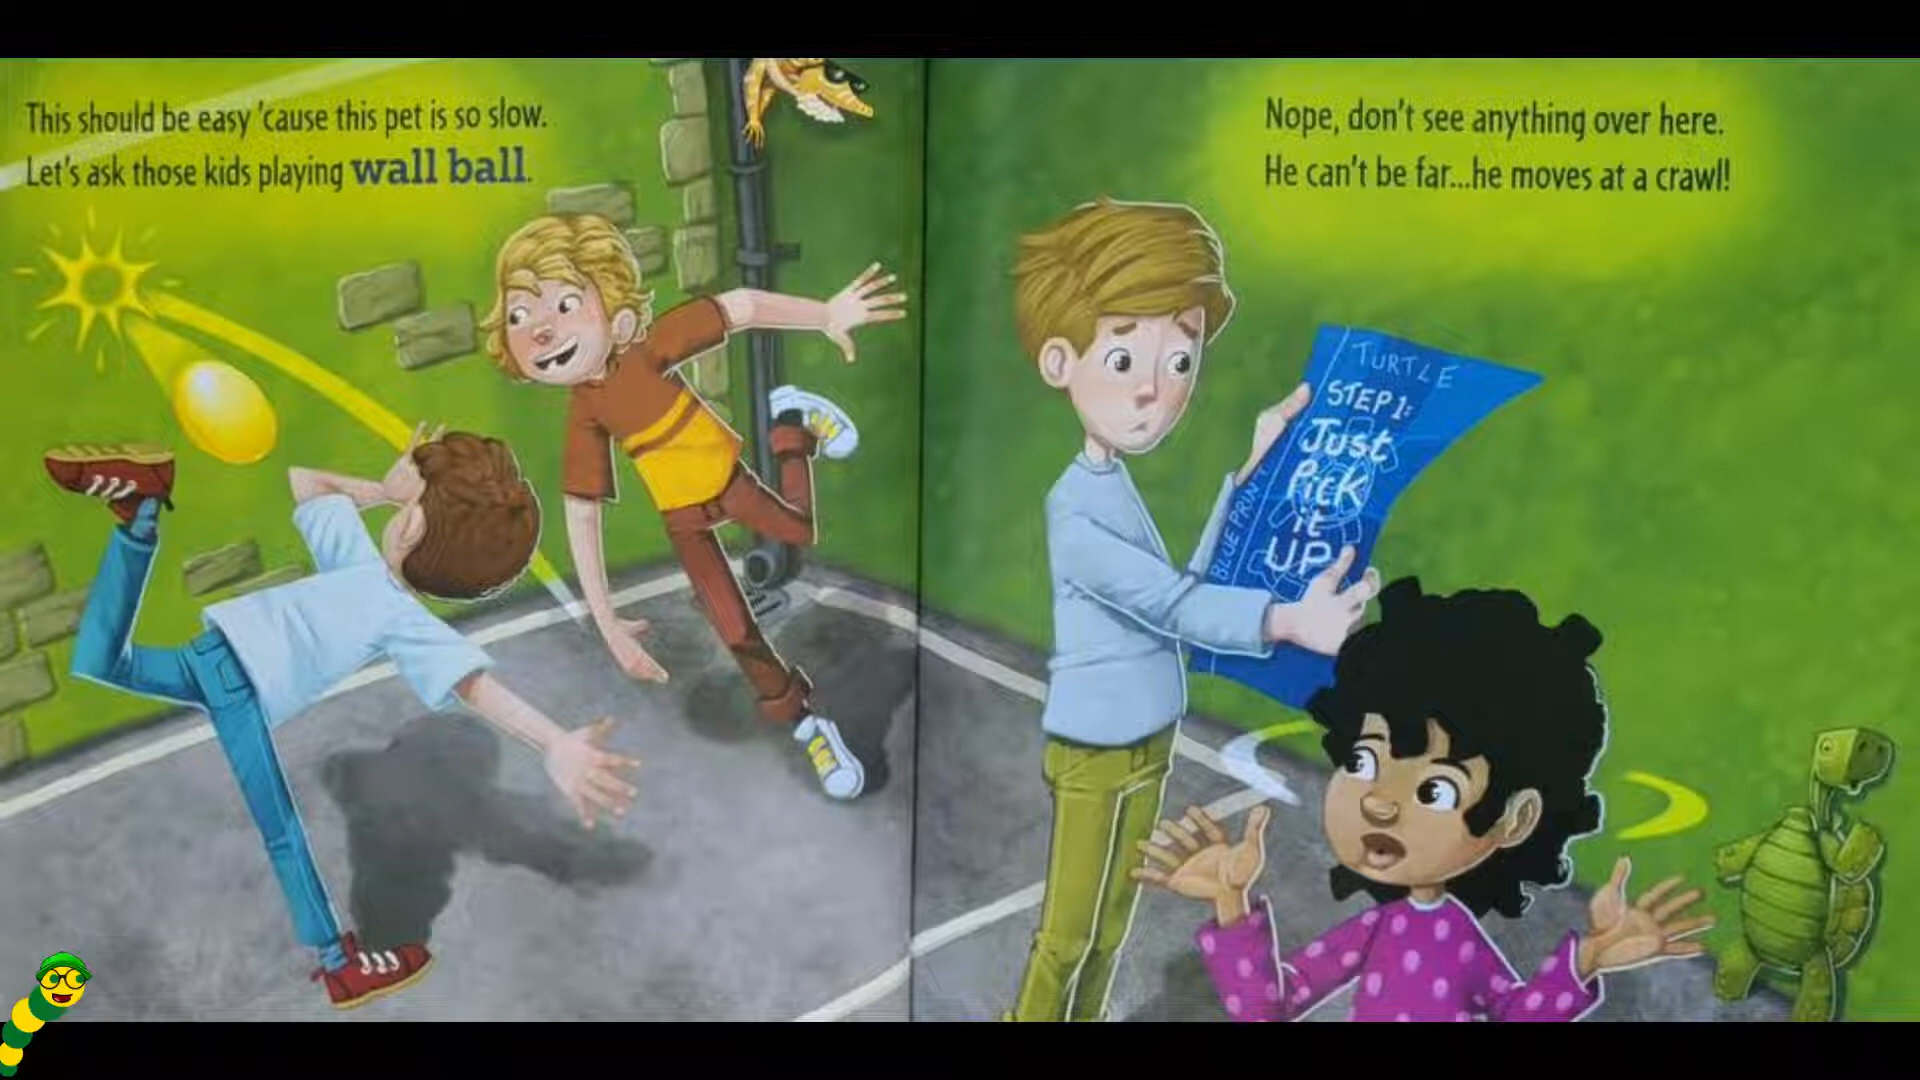 This should be easy 'cause this pet is so slow.
Let's ask those kids playing wall ball.
Nope, don't see anything over here.
He can't be far...he moves at a crawl!
TURTLE
STEP 1:
Just
Pick
it
UP
BLUE PRINT